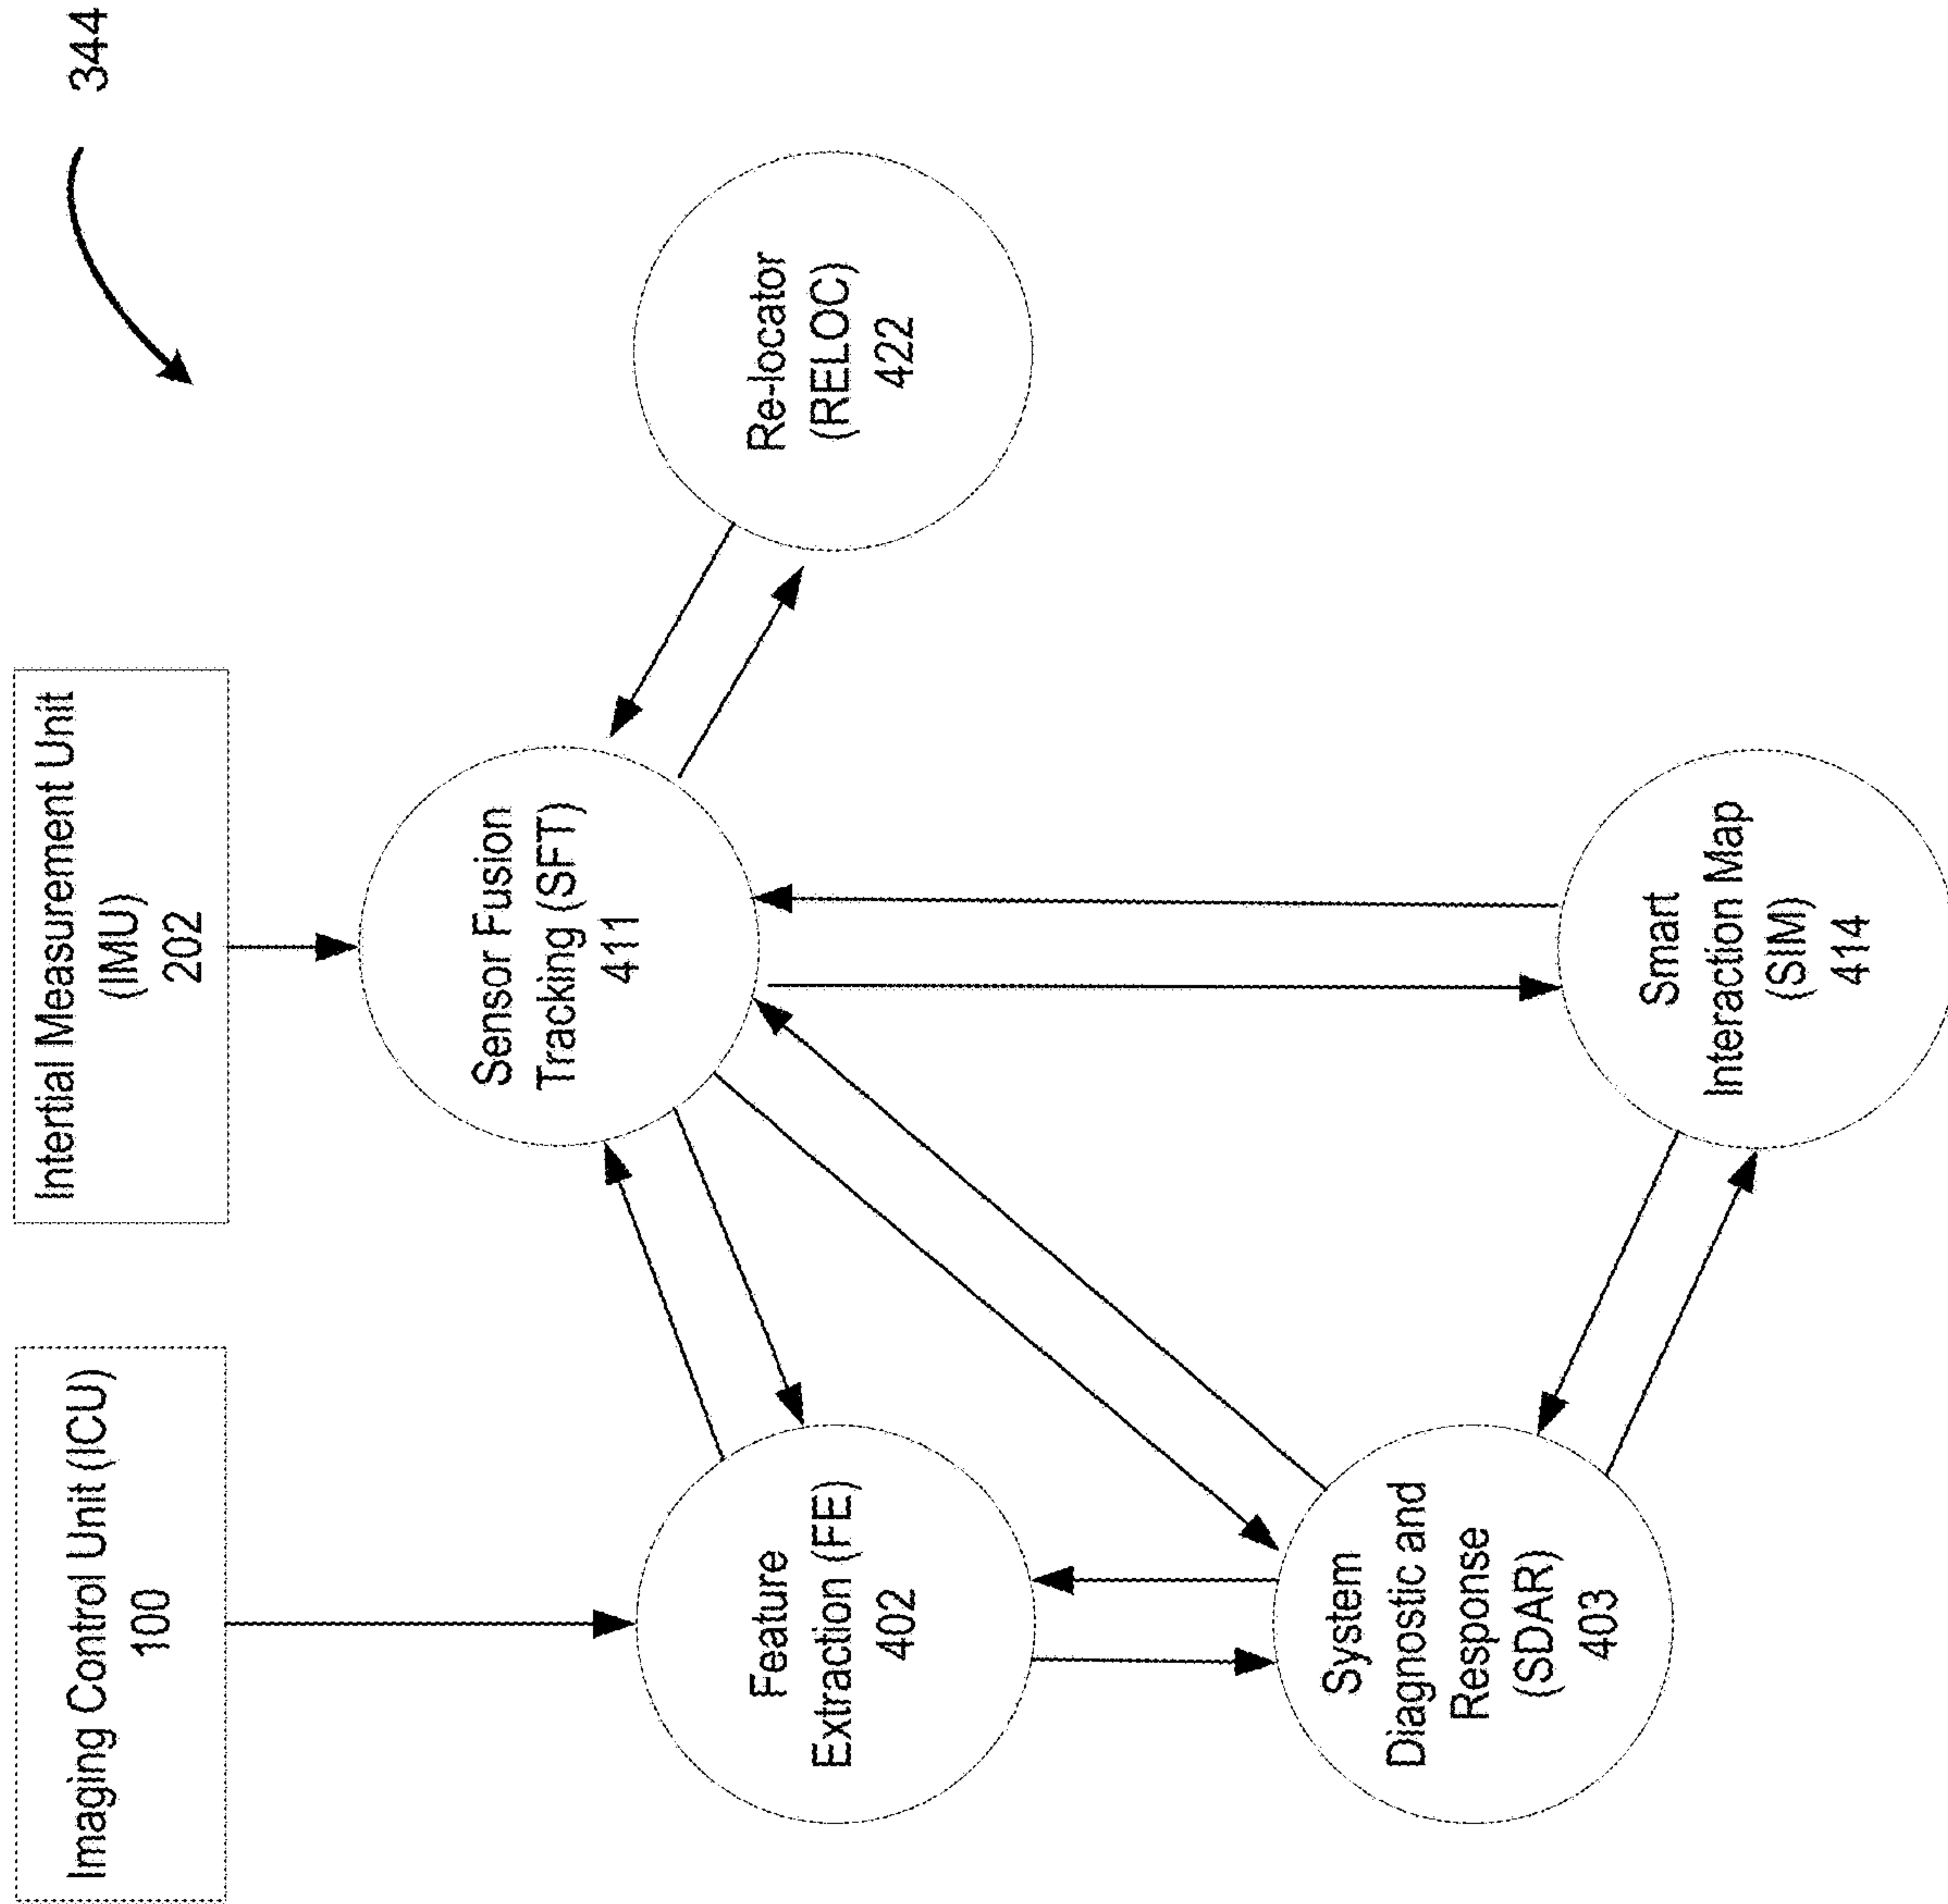 344
Imaging Control Unit (ICU)
100
Intertial Measurement Unit
(IMU)
202
Sensor Fusion
Tracking (SFT)
411
Feature
Extraction (FE)
402
Re-locator
(RELOC)
422
System
Diagnostic and
Response
(SDAR)
403
Smart
Interaction Map
(SIM)
414